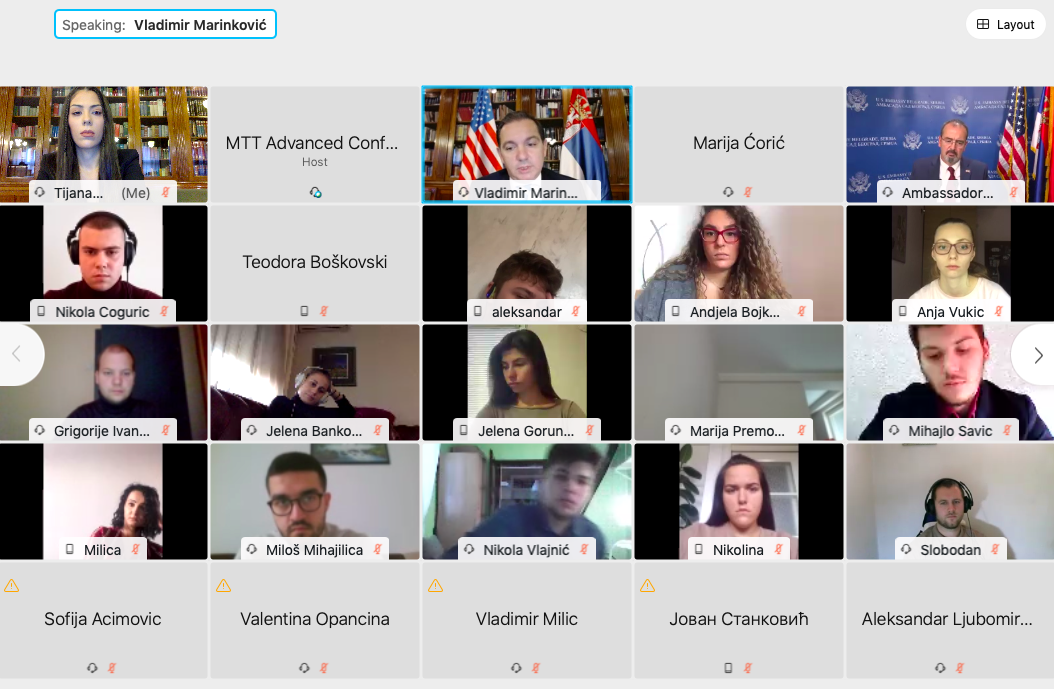 Speaking: Vladimir Marinković
Layout
Tijana... (Me)
MTT Advanced Conf...
Host
Vladimir Marin...
Marija Ćorić
Ambassador...
Nikola Coguric
Teodora Boškovski
aleksandar
Andjela Bojk...
Anja Vukic
Grigorije Ivan...
Jelena Banko...
Jelena Gorun...
Marija Premo...
Mihajlo Savic
Milica
Miloš Mihajilica
Nikola Vlajnić
Nikolina
Slobodan
Sofija Acimovic
Valentina Opancina
Vladimir Milic
Јован Станковић
Aleksandar Ljubomir...